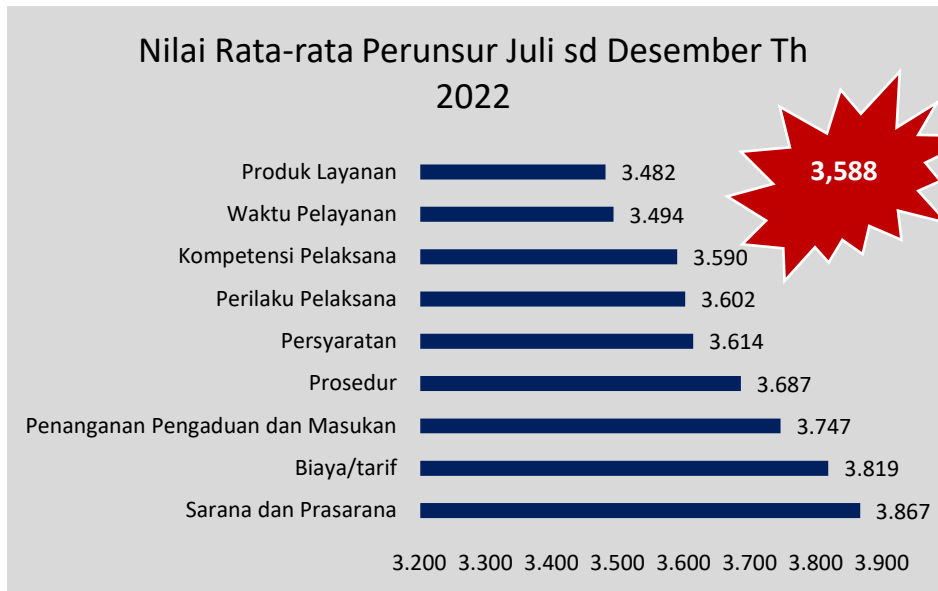 Nilai Rata-rata Perunsur Juli sd Desember Th
2022
3,588
Produk Layanan 3.482
Waktu Pelayanan 3.494
Kompetensi Pelaksana 3.590
Perilaku Pelaksana 3.602
Persyaratan 3.614
Prosedur 3.687
Penanganan Pengaduan dan Masukan 3.747
Biaya/tarif 3.819
Sarana dan Prasarana 3.867
3.200 3.300 3.400 3.500 3.600 3.700 3.800 3.900